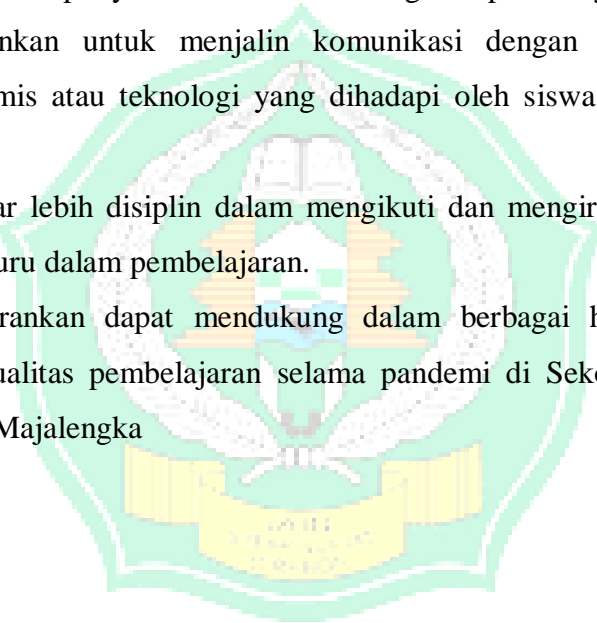 nkan untuk menjalin komunikasi dengan
mis atau teknologi yang dihadapi oleh siswa
ar lebih disiplin dalam mengikuti dan mengir
uru dalam pembelajaran.
rankan dapat mendukung dalam berbagai h
ualitas pembelajaran selama pandemi di Seko
Majalengka